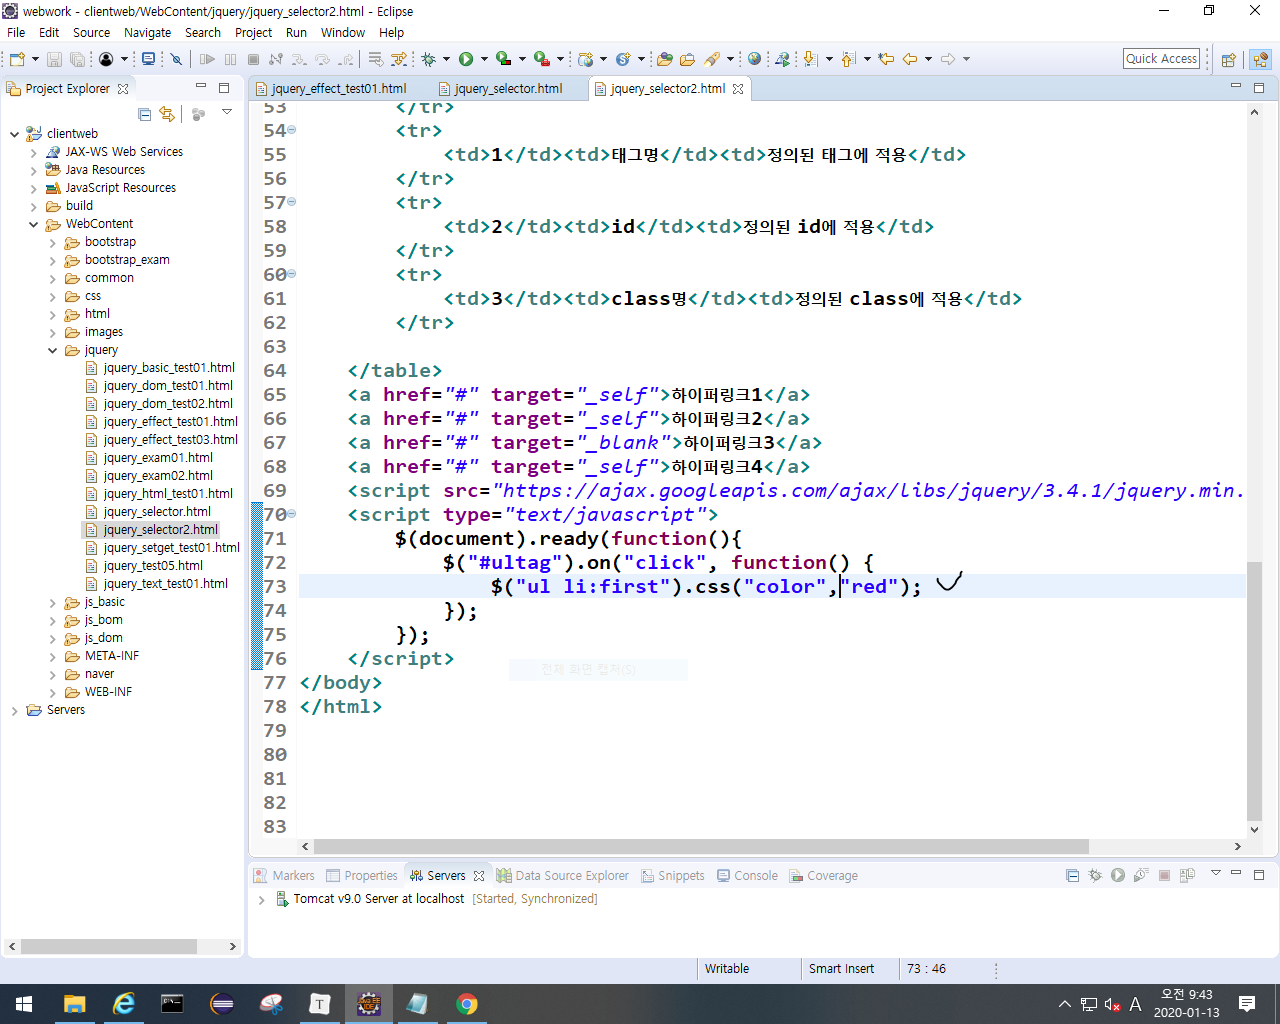 webwork - clientweb/WebContent/jquery/jquery_selector2.html - Eclipse
File Edit Source Navigate Search Project Run Window Help
Quick Access
Project Explorer
clientweb
JAX-WS Web Services
Java Resources
JavaScript Resources
build
WebContent
bootstrap
bootstrap_exam
common
css
html
images
jquery
jquery_basic_test01.html
jquery_dom_test01.html
jquery_dom_test02.html
jquery_effect_test01.html
jquery_effect_test03.html
jquery_exam01.html
jquery_exam02.html
jquery_html_test01.html
jquery_selector.html
jquery_selector2.html
jquery_setget_test01.html
jquery_test05.html
jquery_text_test01.html
js_basic
js_bom
js_dom
META-INF
naver
WEB-INF
Servers
jquery_effect_test01.html jquery_selector.html jquery_selector2.html
53 </tr>
54 <tr>
55 <td>1</td><td>태그명</td><td>정의된 태그에 적용</td>
56 </tr>
57 <tr>
58 <td>2</td><td>id</td><td>정의된 id에 적용</td>
59 </tr>
60 <tr>
61 <td>3</td><td>class명</td><td>정의된 class에 적용</td>
62 </tr>
63
64 </table>
65 <a href="#" target="_self">하이퍼링크1</a>
66 <a href="#" target="_self">하이퍼링크2</a>
67 <a href="#" target="_blank">하이퍼링크3</a>
68 <a href="#" target="_self">하이퍼링크4</a>
69 <script src="https://ajax.googleapis.com/ajax/libs/jquery/3.4.1/jquery.min.
70 <script type="text/javascript">
71 $(document).ready(function(){
72 $("#ultag").on("click", function() {
73 $("ul li:first").css("color","red");
74 });
75 });
76 </script>
전체 화면 캡처(S)
77 </body>
78 </html>
79
80
81
82
83
Markers Properties Servers Data Source Explorer Snippets Console Coverage
Tomcat v9.0 Server at localhost [Started, Synchronized]
Writable Smart Insert 73 : 46
A 오전 9:43
2020-01-13